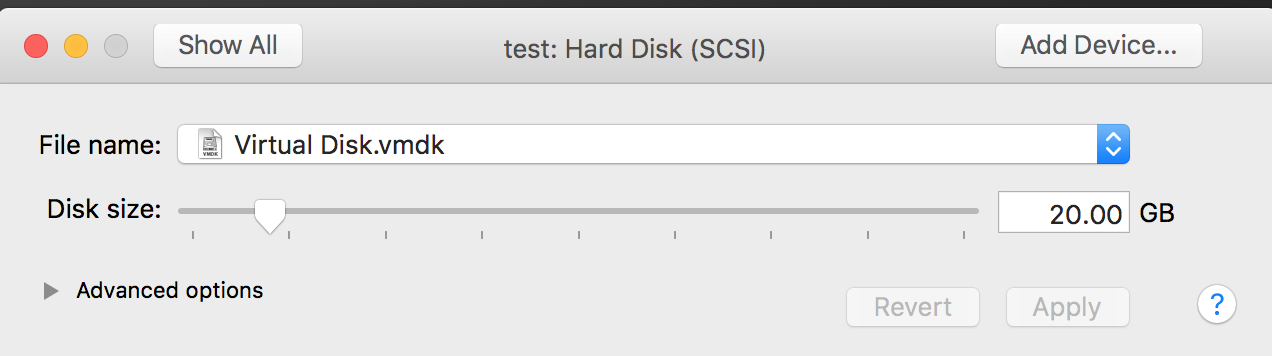 Show All
test: Hard Disk (SCSI)
Add Device...
File name:
VMDK
Virtual Disk.vmdk
Disk size:
20.00 GB
Advanced options
Revert
Apply
?